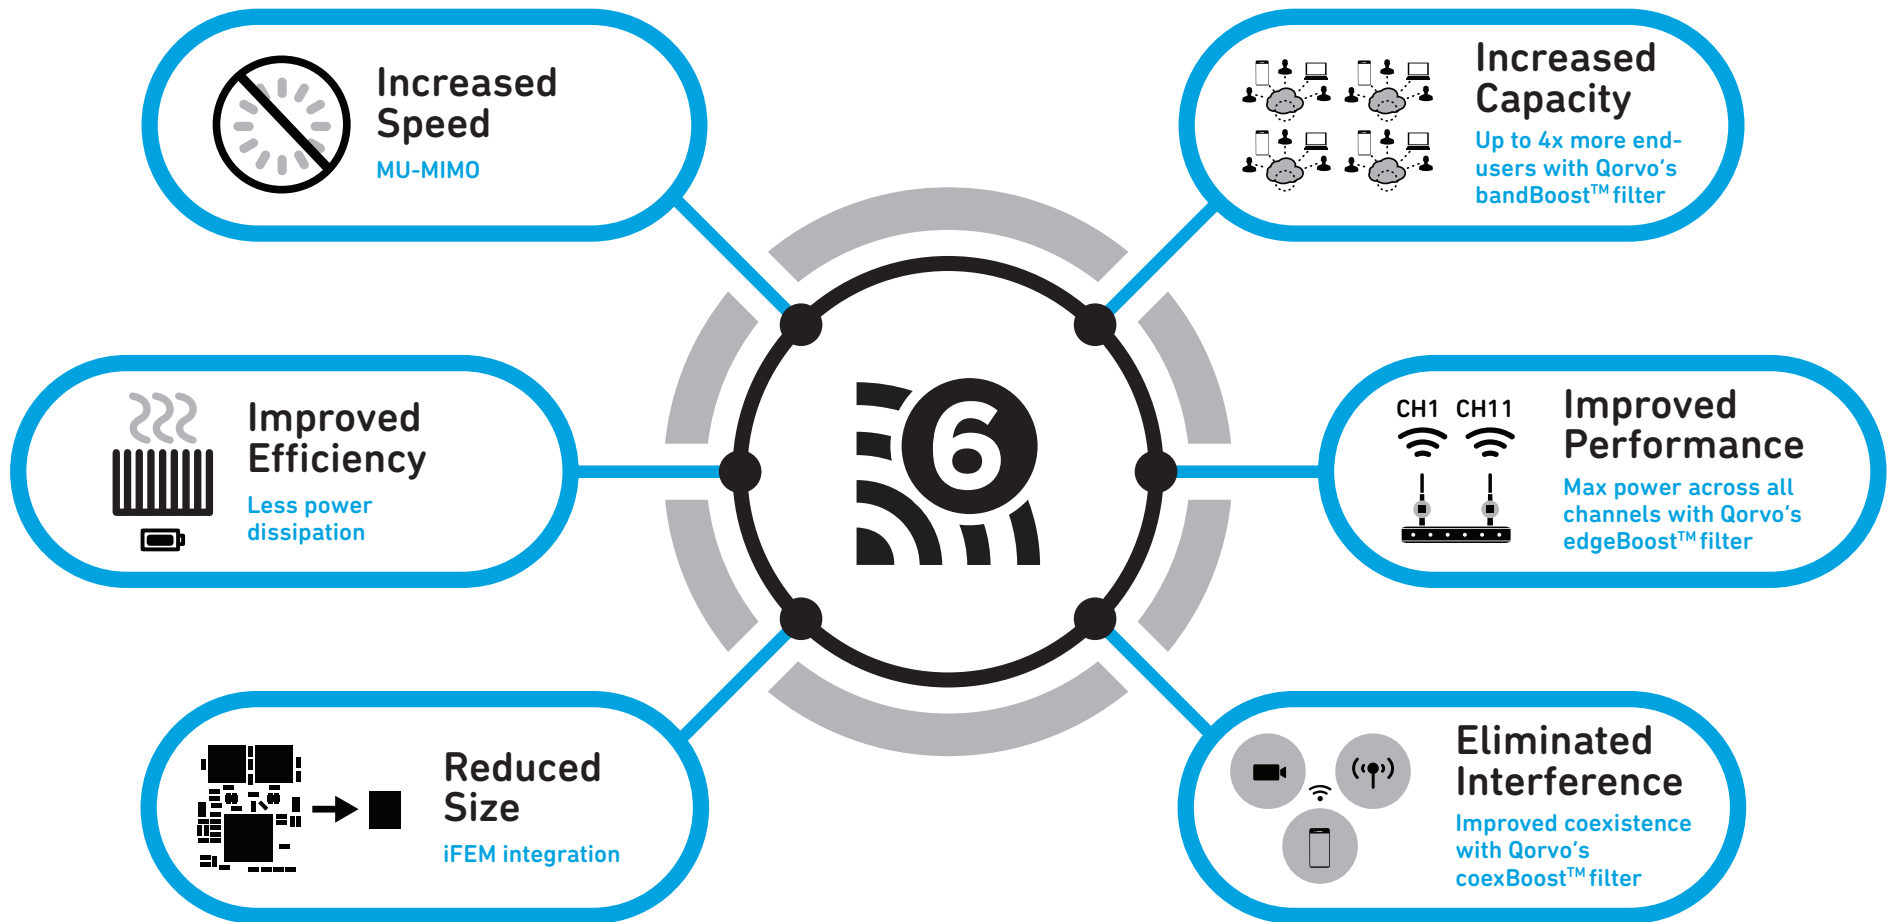 Increased
Speed
MU-MIMO
Increased
Capacity
Up to 4x more end-
users with Qorvo's
bandBoost™ filter
Improved
Efficiency
Less power
dissipation
6
CH1 CH11
Improved
Performance
Max power across all
channels with Qorvo's
edgeBoost™ filter
Reduced
Size
iFEM integration
Eliminated
Interference
Improved coexistence
with Qorvo's
coexBoost™ filter